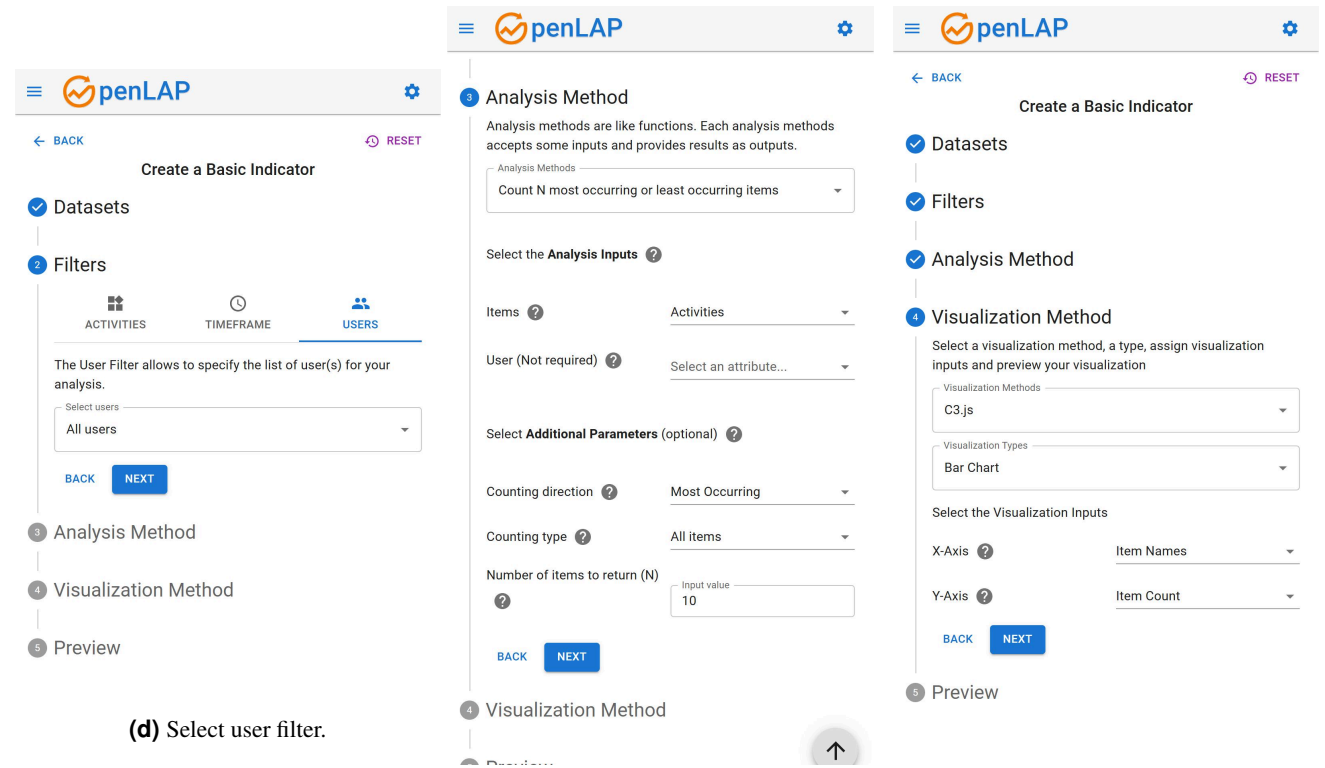 penLAP
BACK
RESET
Create a Basic Indicator
Datasets
2
Filters
ACTIVITIES
TIMEFRAME
USERS
The User Filter allows to specify the list of user(s) for your
analysis.
Select users
All users
BACK
NEXT
3
Analysis Method
4
Visualization Method
5
Preview
(d) Select user filter.
penLAP
3
Analysis Method
Analysis methods are like functions. Each analysis methods
accepts some inputs and provides results as outputs.
Analysis Methods
Count N most occurring or least occurring items
Select the Analysis Inputs ?
Items ?
Activities
User (Not required) ?
Select an attribute...
Select Additional Parameters (optional) ?
Counting direction ?
Most Occurring
Counting type ?
All items
Number of items to return (N)
?
Input value
10
BACK
NEXT
4
Visualization Method
Preview
penLAP
BACK
RESET
Create a Basic Indicator
Datasets
Filters
Analysis Method
4
Visualization Method
Select a visualization method, a type, assign visualization
inputs and preview your visualization
Visualization Methods
C3.js
Visualization Types
Bar Chart
Select the Visualization Inputs
X-Axis ?
Item Names
Y-Axis ?
Item Count
BACK
NEXT
5
Preview